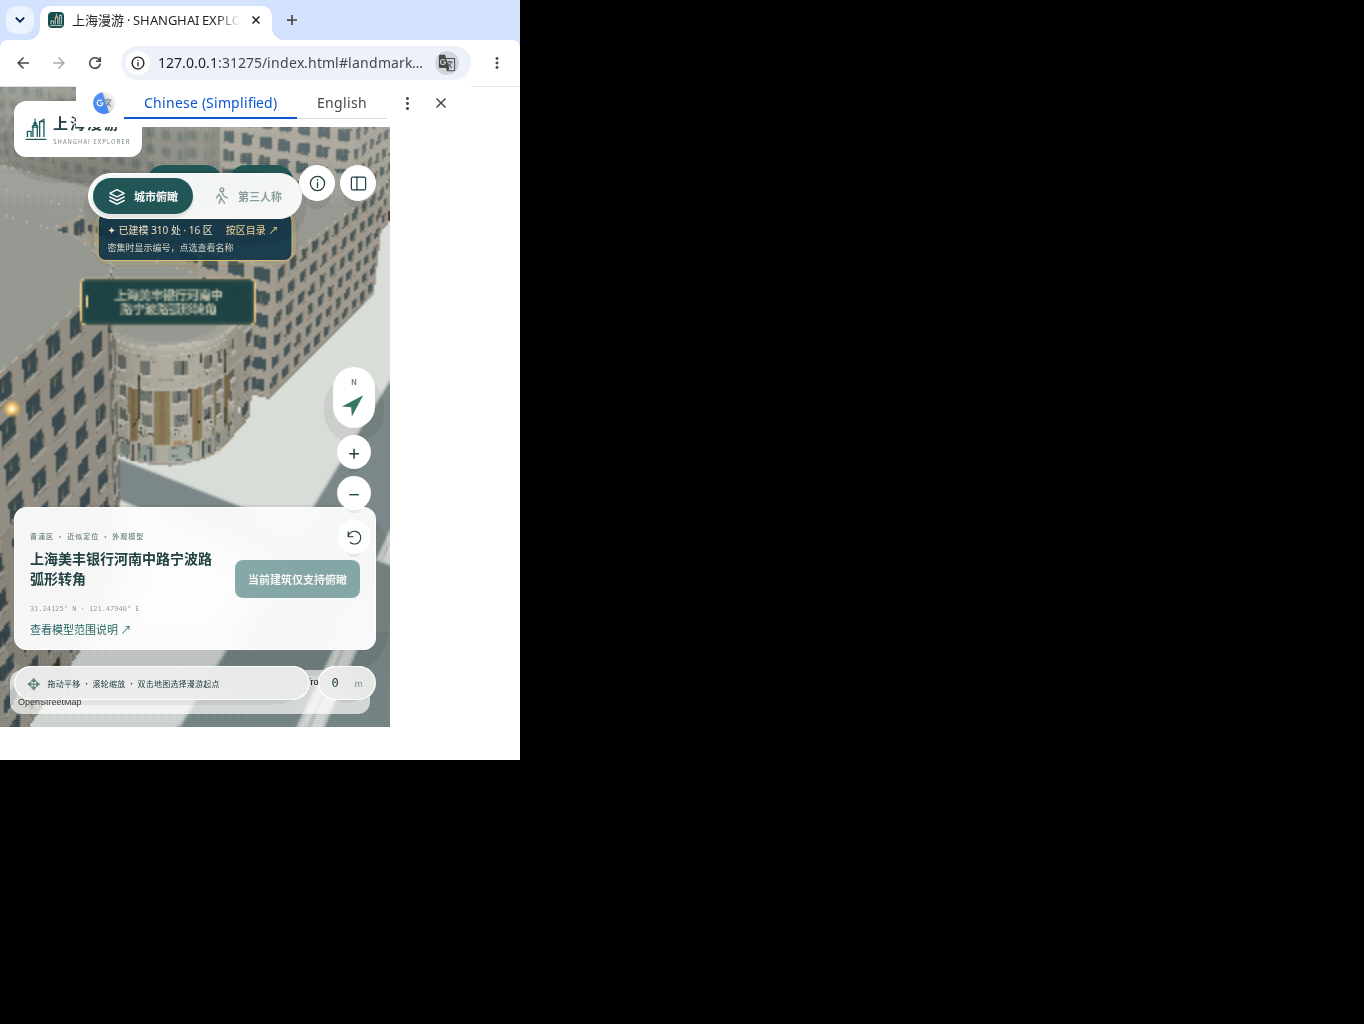 上海漫游 · SHANGHAI EXPLO
127.0.0.1:31275/index.html#landmark...
Chinese (Simplified)
English
上海漫游
SHANGHAI EXPLORER
城市俯瞰
第三人称
✦ 已建模 310 处 · 16 区
按区目录 ↗
密集时显示编号，点选查看名称
上海美丰银行河南中
路宁波路弧形转角
N
+
−
黄浦区 · 近似定位 · 外观模型
上海美丰银行河南中路宁波路
弧形转角
当前建筑仅支持俯瞰
31.24125° N · 121.47940° E
查看模型范围说明 ↗
拖动平移 · 滚轮缩放 · 双击地图选择漫游起点
0 m
OpenStreetMap